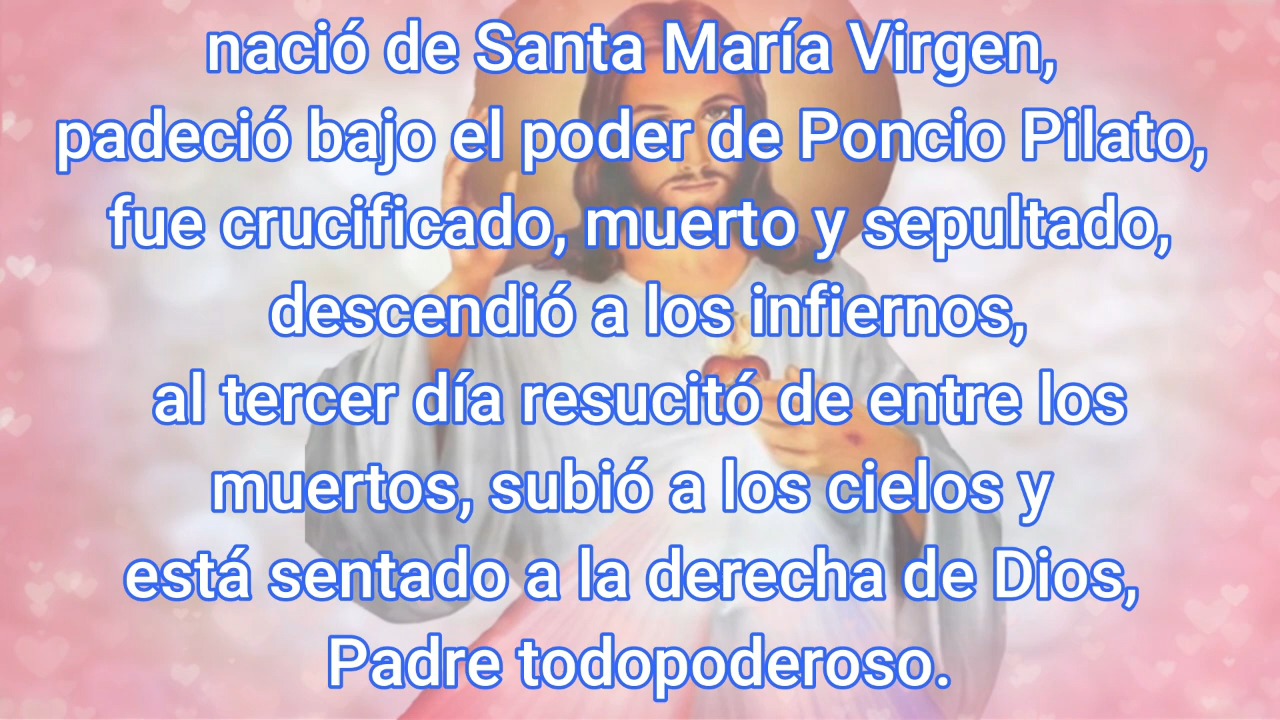 nació de Santa María Virgen,
padeció bajo el poder de Poncio Pilato,
fue crucificado, muerto y sepultado,
descendió a los infiernos,
al tercer día resucitó de entre los
muertos, subió a los cielos y
está sentado a la derecha de Dios,
Padre todopoderoso.